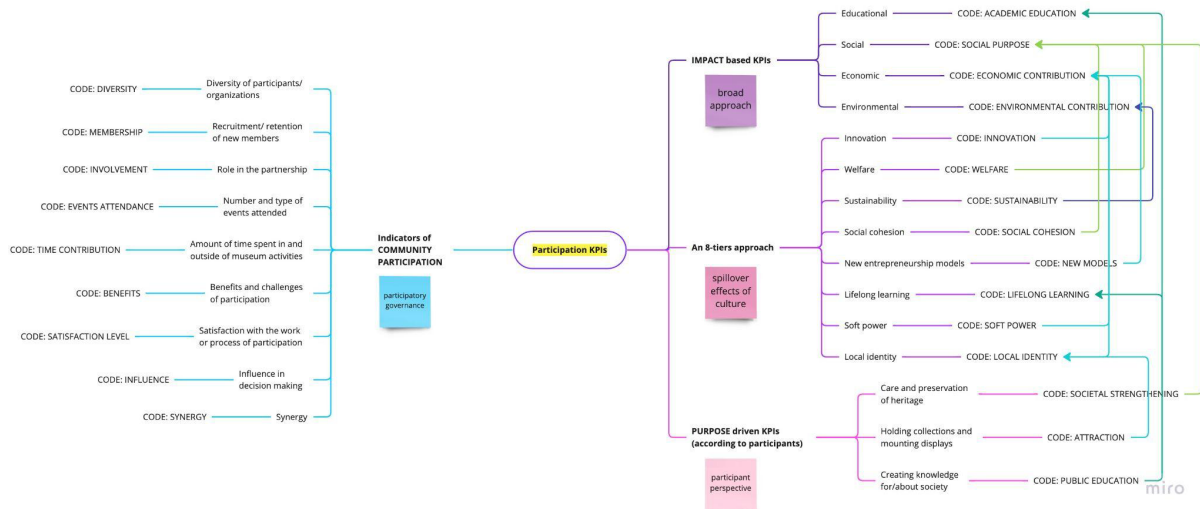 Participation KPIs
Indicators of
COMMUNITY
PARTICIPATION
participatory
governance
CODE: DIVERSITY
Diversity of participants/
organizations
CODE: MEMBERSHIP
Recruitment/ retention
of new members
CODE: INVOLVEMENT
Role in the partnership
CODE: EVENTS ATTENDANCE
Number and type of
events attended
CODE: TIME CONTRIBUTION
Amount of time spent in and
outside of museum activities
CODE: BENEFITS
Benefits and challenges
of participation
CODE: SATISFACTION LEVEL
Satisfaction with the work
or process of participation
CODE: INFLUENCE
Influence in
decision making
CODE: SYNERGY
Synergy
IMPACT based KPIs
broad
approach
Educational
CODE: ACADEMIC EDUCATION
Social
CODE: SOCIAL PURPOSE
Economic
CODE: ECONOMIC CONTRIBUTION
Environmental
CODE: ENVIRONMENTAL CONTRIBUTION
An 8-tiers approach
spillover
effects of
culture
Innovation
CODE: INNOVATION
Welfare
CODE: WELFARE
Sustainability
CODE: SUSTAINABILITY
Social cohesion
CODE: SOCIAL COHESION
New entrepreneurship models
CODE: NEW MODELS
Lifelong learning
CODE: LIFELONG LEARNING
Soft power
CODE: SOFT POWER
Local identity
CODE: LOCAL IDENTITY
PURPOSE driven KPIs
(according to participants)
participant
perspective
Care and preservation
of heritage
CODE: SOCIETAL STRENGTHENING
Holding collections and
mounting displays
CODE: ATTRACTION
Creating knowledge
for/about society
CODE: PUBLIC EDUCATION
miro